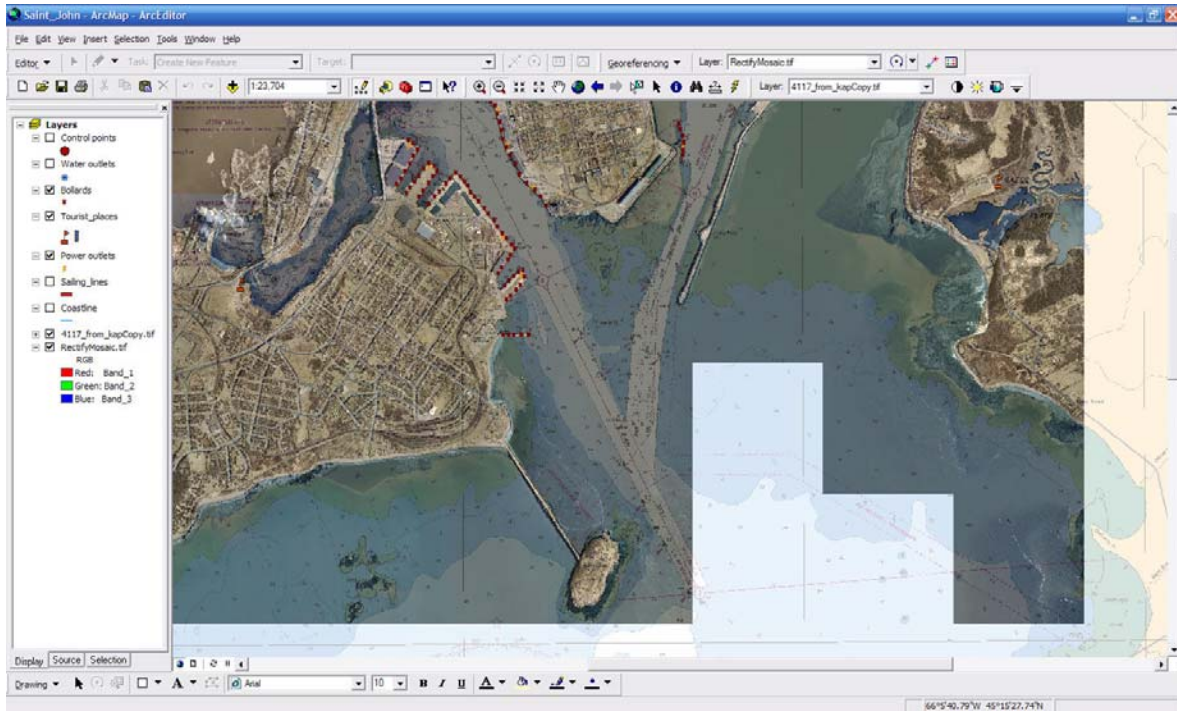 Saint_John - ArcMap - ArcEditor
File Edit View Insert Selection Tools Window Help
Editor Task: Create New Feature Target: Georeferencing Layer: RectifyMosaic.tif
1:23,704 Layer: 4117_from_kapCopy.tif
Layers
Control points
Water outlets
Bollards
Tourist_places
Power outlets
Sailing_lines
Coastline
4117_from_kapCopy.tif
RectifyMosaic.tif
RGB
Red: Band_1
Green: Band_2
Blue: Band_3
Display Source Selection
Drawing A Arial 10 B I U A
66°5'40.79"W 45°15'27.74"N